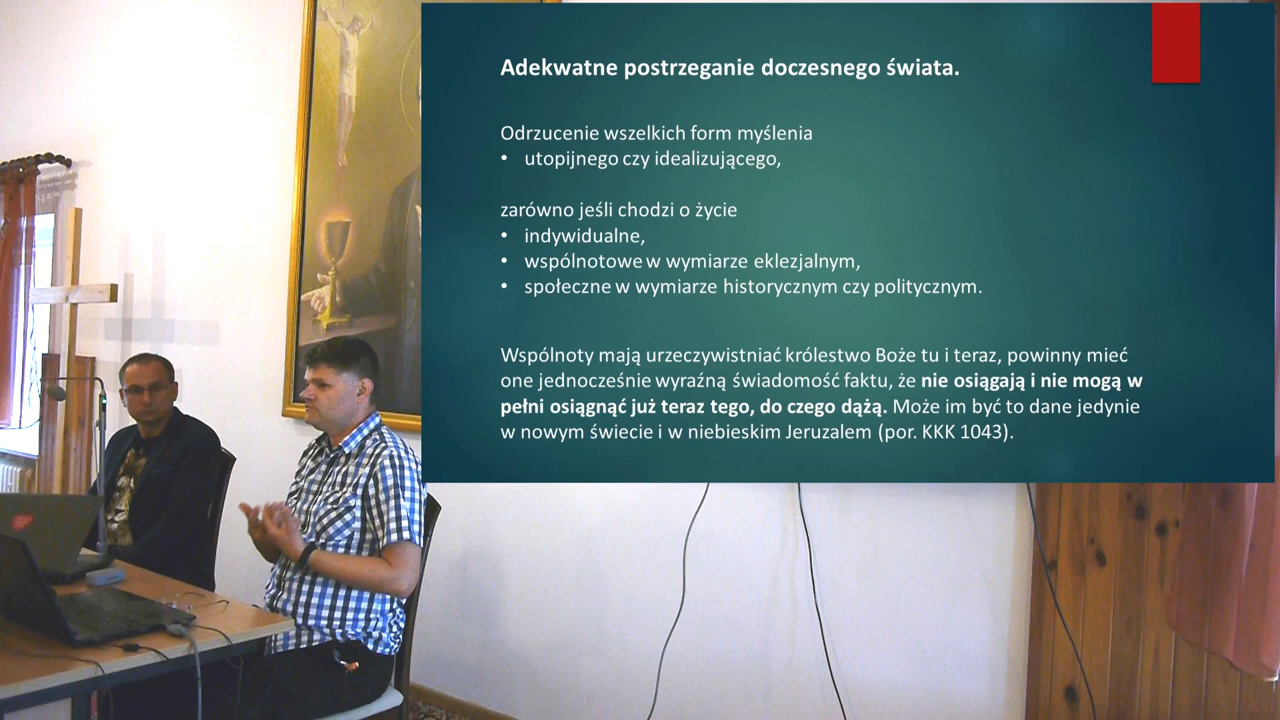 Adekwatne postrzeganie doczesnego świata.
Odrzucenie wszelkich form myślenia
• utopijnego czy idealizującego,
zarówno jeśli chodzi o życie
• indywidualne,
• wspólnotowe w wymiarze eklezjalnym,
• społeczne w wymiarze historycznym czy politycznym.
Wspólnoty mają urzeczywistniać królestwo Boże tu i teraz, powinny mieć
one jednocześnie wyraźną świadomość faktu, że nie osiągają i nie mogą w
pełni osiągnąć już teraz tego, do czego dążą. Może im być to dane jedynie
w nowym świecie i w niebieskim Jeruzalem (por. KKK 1043).